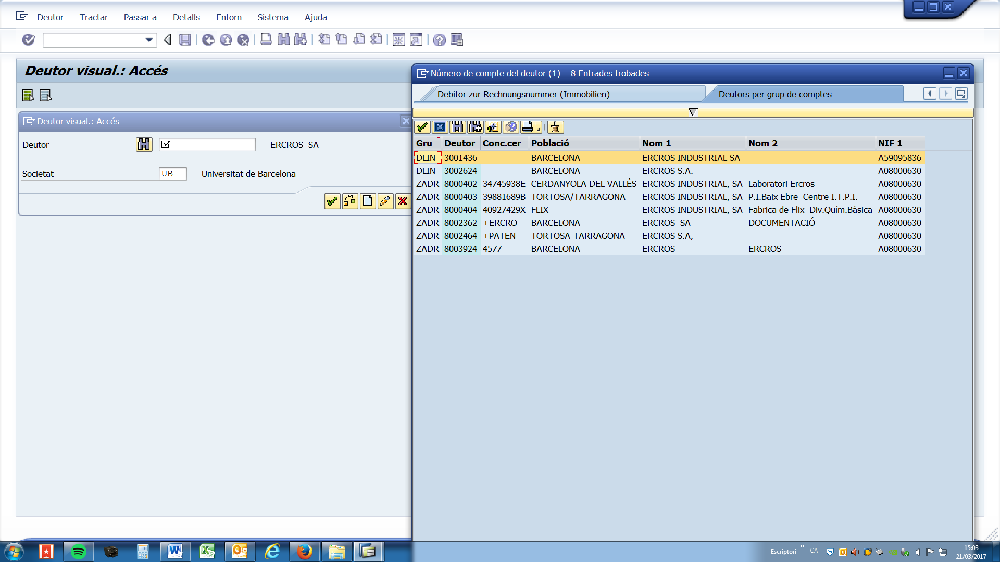 Deutor Tractar Passar a Detalls Entorn Sistema Ajuda
Deutor visual.: Accés
Deutor visual.: Accés
Deutor ERCROS SA
Societat UB Universitat de Barcelona
Número de compte del deutor (1) 8 Entrades trobades
Debitor zur Rechnungsnummer (Immobilien) Deutors per grup de comptes
Gru... Deutor Conc.cer... Població Nom 1 Nom 2 NIF 1
DLIN 3001436 BARCELONA ERCROS INDUSTRIAL SA A59095836
DLIN 3002624 BARCELONA ERCROS S.A. A08000630
ZADR 8000402 34745938E CERDANYOLA DEL VALLÈS ERCROS INDUSTRIAL, SA Laboratori Ercros A08000630
ZADR 8000403 39881689B TORTOSA/TARRAGONA ERCROS INDUSTRIAL, SA P.I.Baix Ebre Centre I.T.P.I. A08000630
ZADR 8000404 40927429X FLIX ERCROS INDUSTRIAL, SA Fabrica de Flix Div.Quím.Bàsica A08000630
ZADR 8002362 +ERCRO BARCELONA ERCROS SA DOCUMENTACIÓ A08000630
ZADR 8002464 +PATEN TORTOSA-TARRAGONA ERCROS S.A, A08000630
ZADR 8003924 4577 BARCELONA ERCROS ERCROS A08000630
Escriptori » CA 15:03
21/03/2017